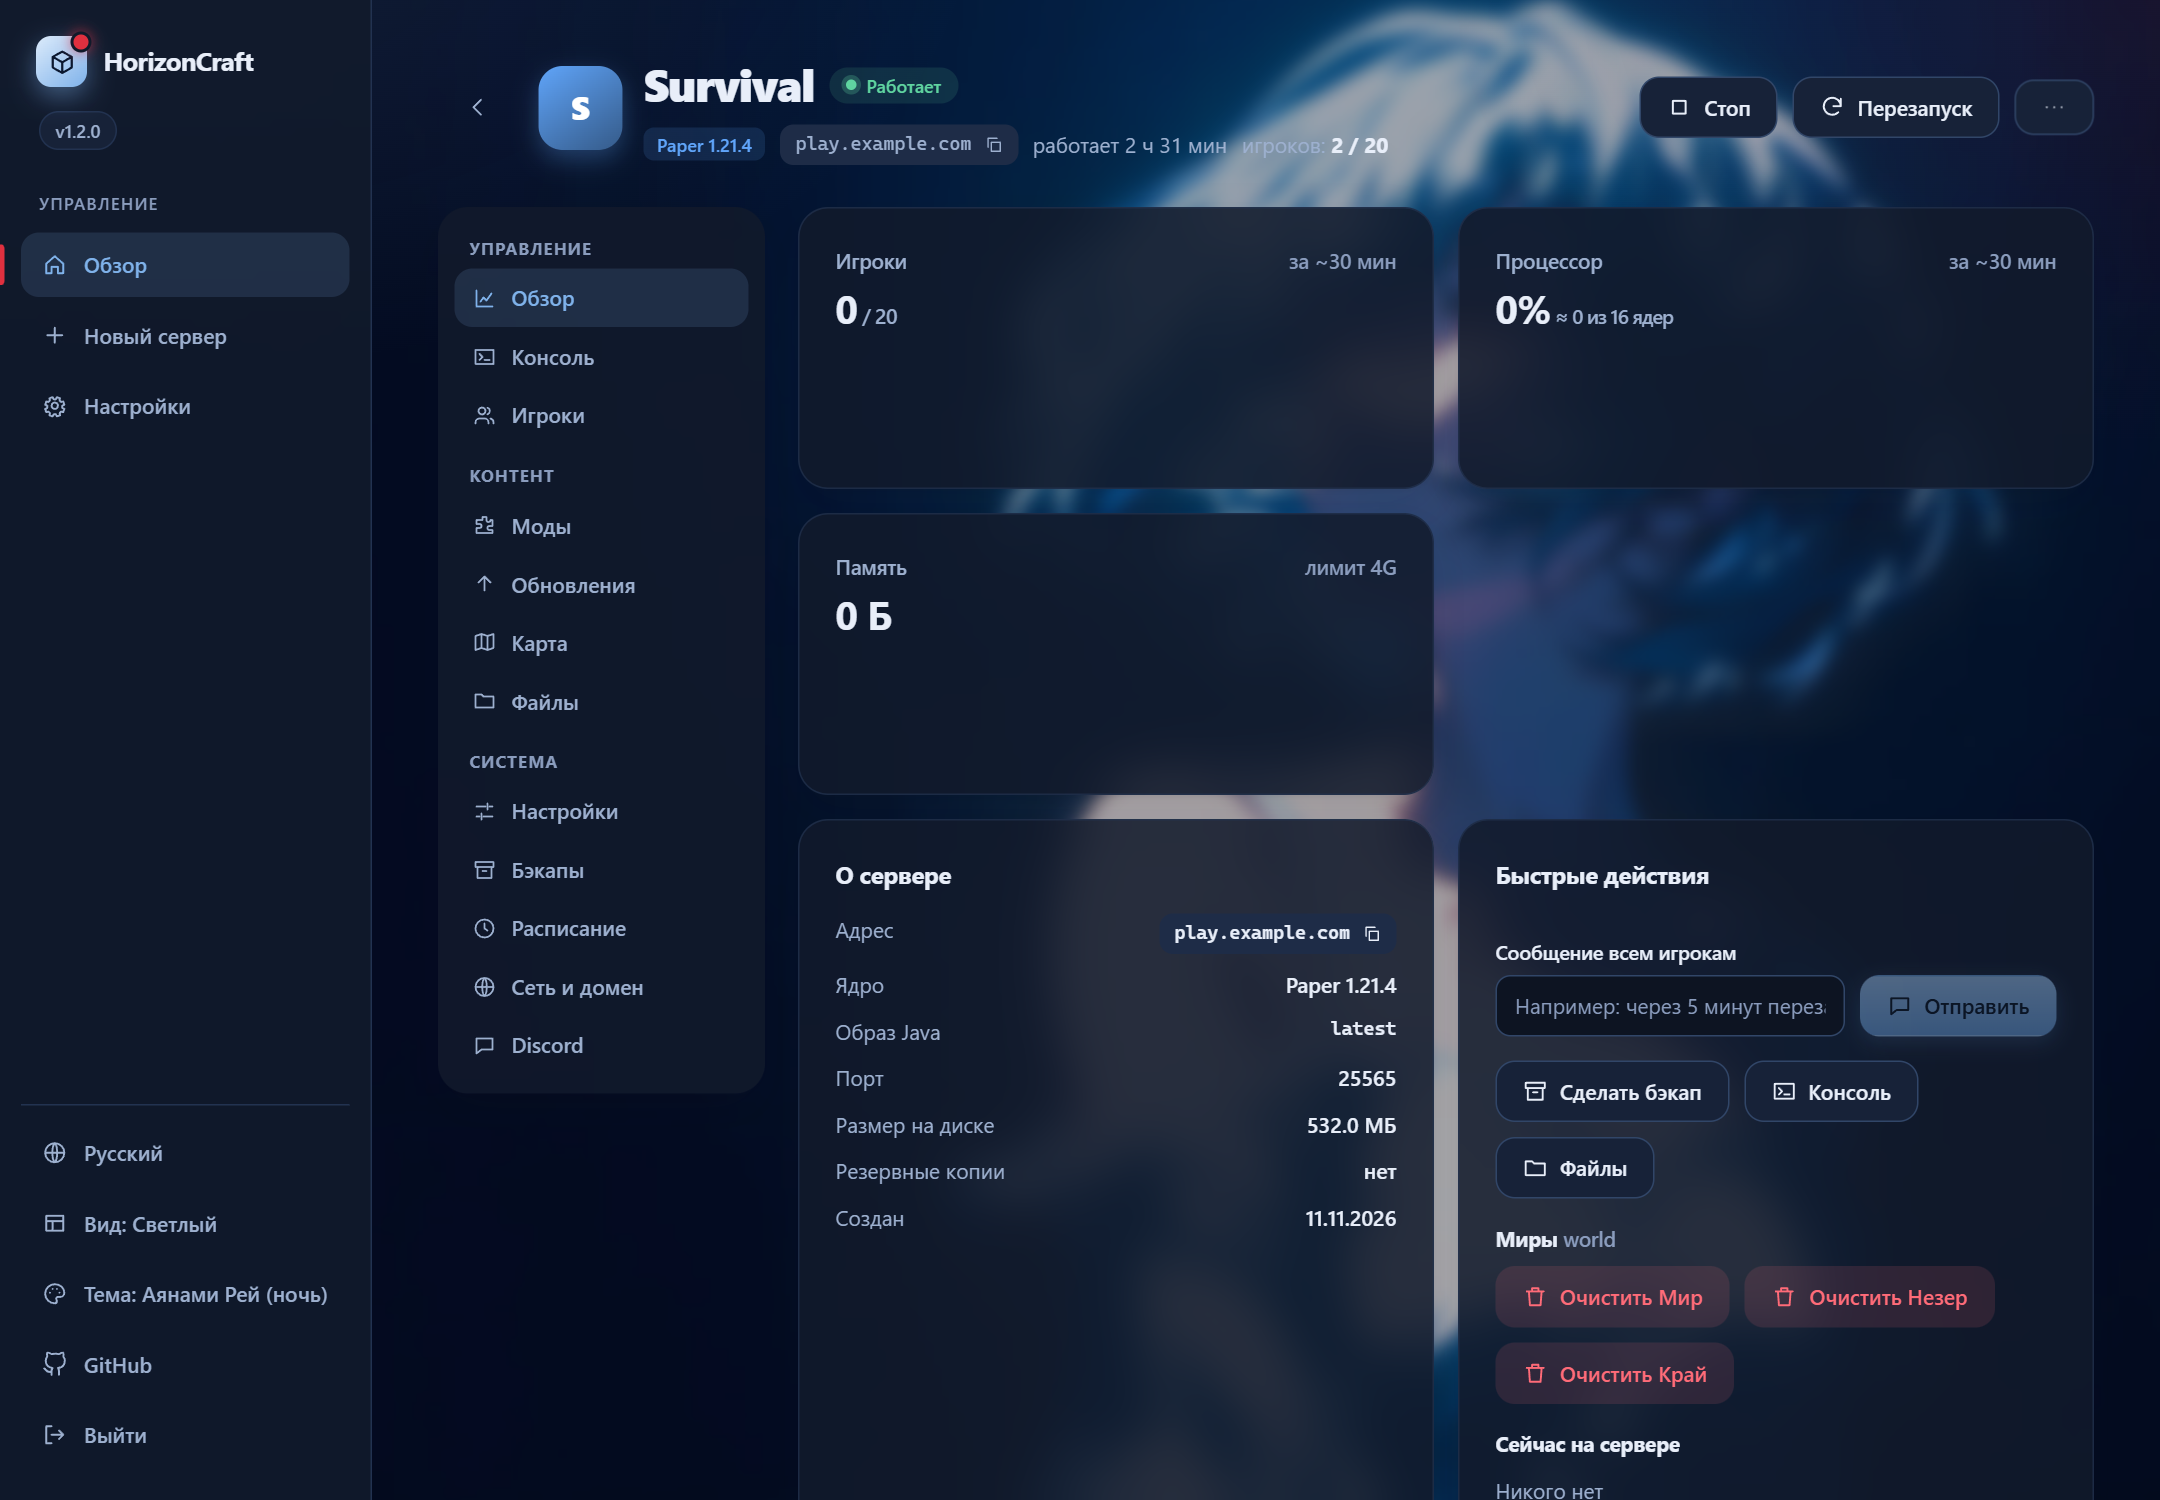 HorizonCraft
v1.2.0
УПРАВЛЕНИЕ
Обзор
Новый сервер
Настройки
Русский
Вид: Светлый
Тема: Аянами Рей (ночь)
GitHub
Выйти
S
Survival
Работает
Paper 1.21.4
play.example.com
работает 2 ч 31 мин
игроков: 2 / 20
Стоп
Перезапуск
...
УПРАВЛЕНИЕ
Обзор
Консоль
Игроки
КОНТЕНТ
Моды
Обновления
Карта
Файлы
СИСТЕМА
Настройки
Бэкапы
Расписание
Сеть и домен
Discord
Игроки
за ~30 мин
0 / 20
Процессор
за ~30 мин
0% ≈ 0 из 16 ядер
Память
лимит 4G
0 Б
О сервере
Адрес
play.example.com
Ядро
Paper 1.21.4
Образ Java
latest
Порт
25565
Размер на диске
532.0 МБ
Резервные копии
нет
Создан
11.11.2026
Быстрые действия
Сообщение всем игрокам
Например: через 5 минут переза
Отправить
Сделать бэкап
Консоль
Файлы
Миры world
Очистить Мир
Очистить Незер
Очистить Край
Сейчас на сервере
Никого нет